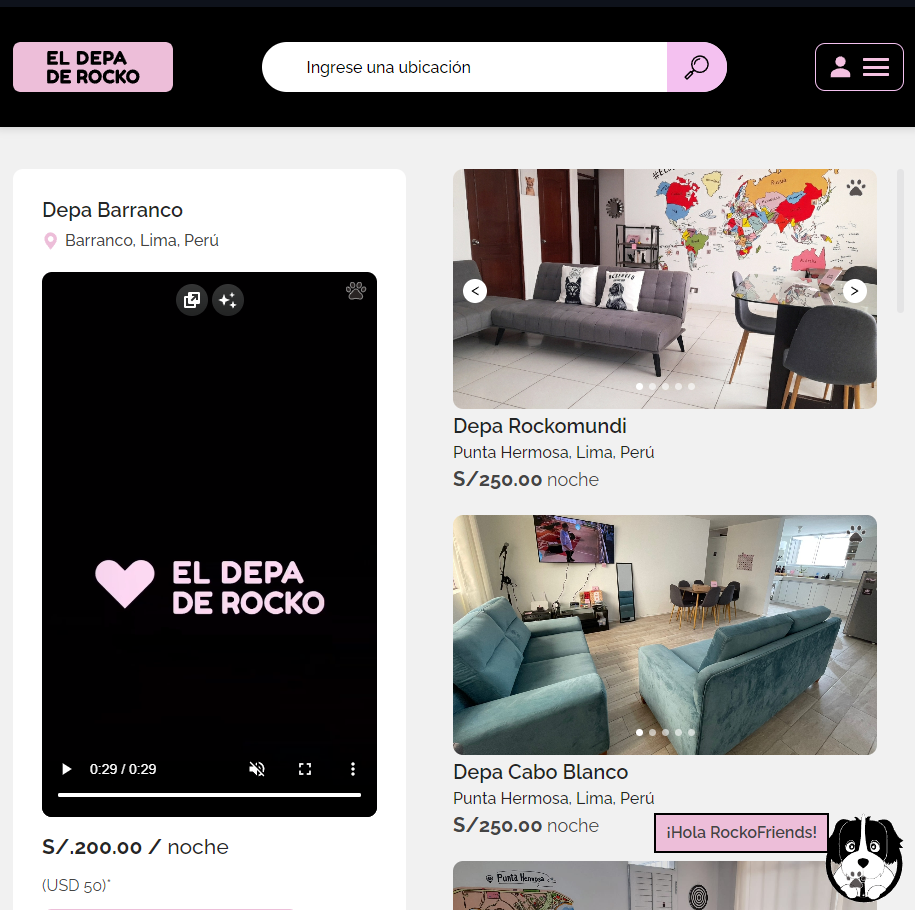 EL DEPA
DE ROCKO
Ingrese una ubicación
Depa Barranco
Barranco, Lima, Perú
EL DEPA
DE ROCKO
0:29 / 0:29
S/.200.00 / noche
(USD 50)*
<
>
Depa Rockomundi
Punta Hermosa, Lima, Perú
S/250.00 noche
Depa Cabo Blanco
Punta Hermosa, Lima, Perú
S/250.00 noche
¡Hola RockoFriends!
Punta Hermosa